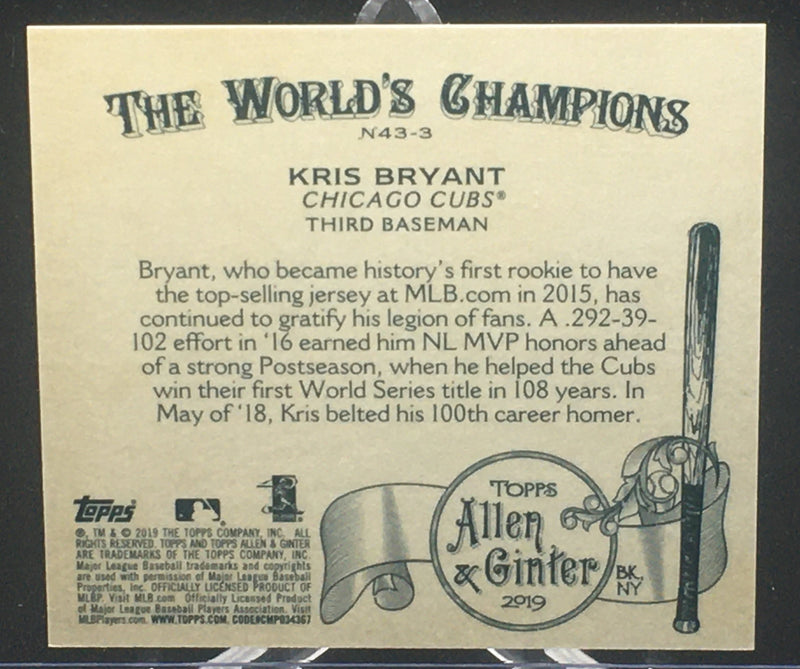 THE WORLD'S CHAMPIONS
N43-3
KRIS BRYANT
CHICAGO CUBS®
THIRD BASEMAN
Bryant, who became history's first rookie to have
the top-selling jersey at MLB.com in 2015, has
continued to gratify his legion of fans. A .292-39-
102 effort in '16 earned him NL MVP honors ahead
of a strong Postseason, when he helped the Cubs
win their first World Series title in 108 years. In
May of '18, Kris belted his 100th career homer.
Topps
®, TM & © 2019 THE TOPPS COMPANY, INC. ALL
RIGHTS RESERVED. TOPPS AND TOPPS ALLEN & GINTER
ARE TRADEMARKS OF THE TOPPS COMPANY, INC.
Major League Baseball trademarks and copyrights
are used with permission of Major League Baseball
Properties, Inc. OFFICIALLY LICENSED PRODUCT OF
MLBP. Visit MLB.com Officially Licensed Product
of Major League Baseball Players Association. Visit
MLBPlayers.com. WWW.TOPPS.COM. CODE#CMP034367
TOPPS
Allen
& Ginter
2019
BK,
NY